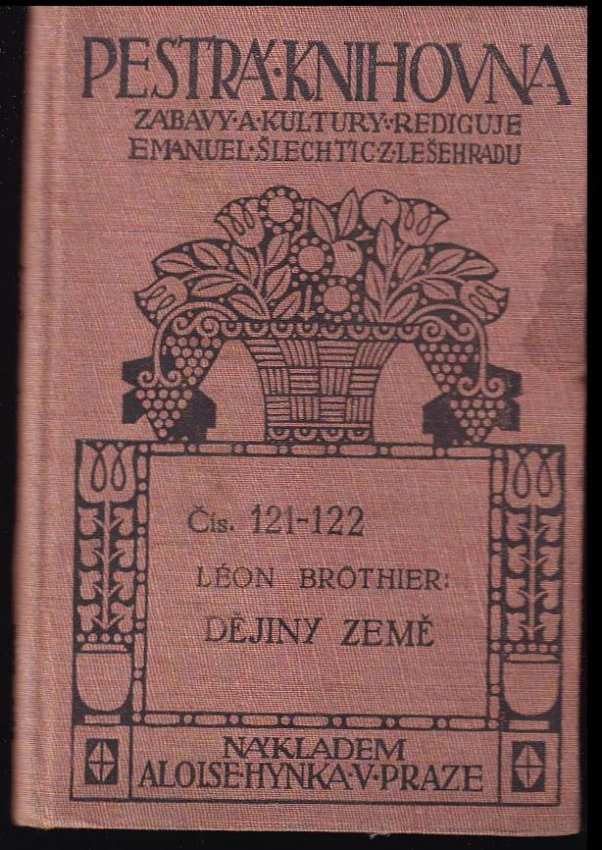 PESTRÁ·KNIHOVNA
ZÁBAVY·A·KULTURY·REDIGUJE
EMANUEL·ŠLECHTIC·Z·LEŠEHRADU
Čís. 121-122
LÉON BROTHIER:
DĚJINY ZEMĚ
NÁKLADEM
ALOISE·HYNKA·V·PRAZE